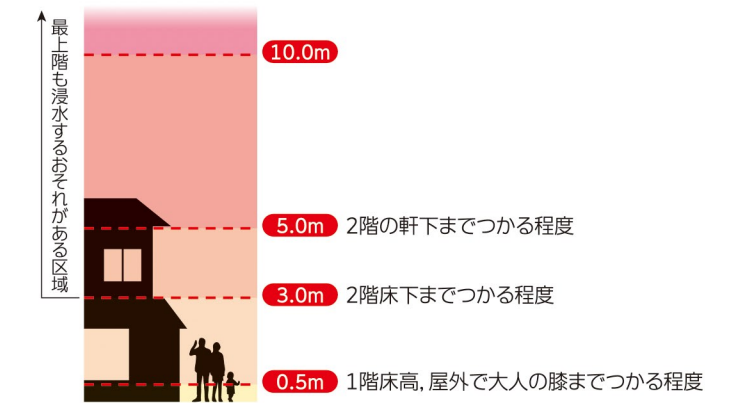 最上階も浸水するおそれがある区域
10.0m
5.0m 2階の軒下までつかる程度
3.0m 2階床下までつかる程度
0.5m 1階床高,屋外で大人の膝までつかる程度